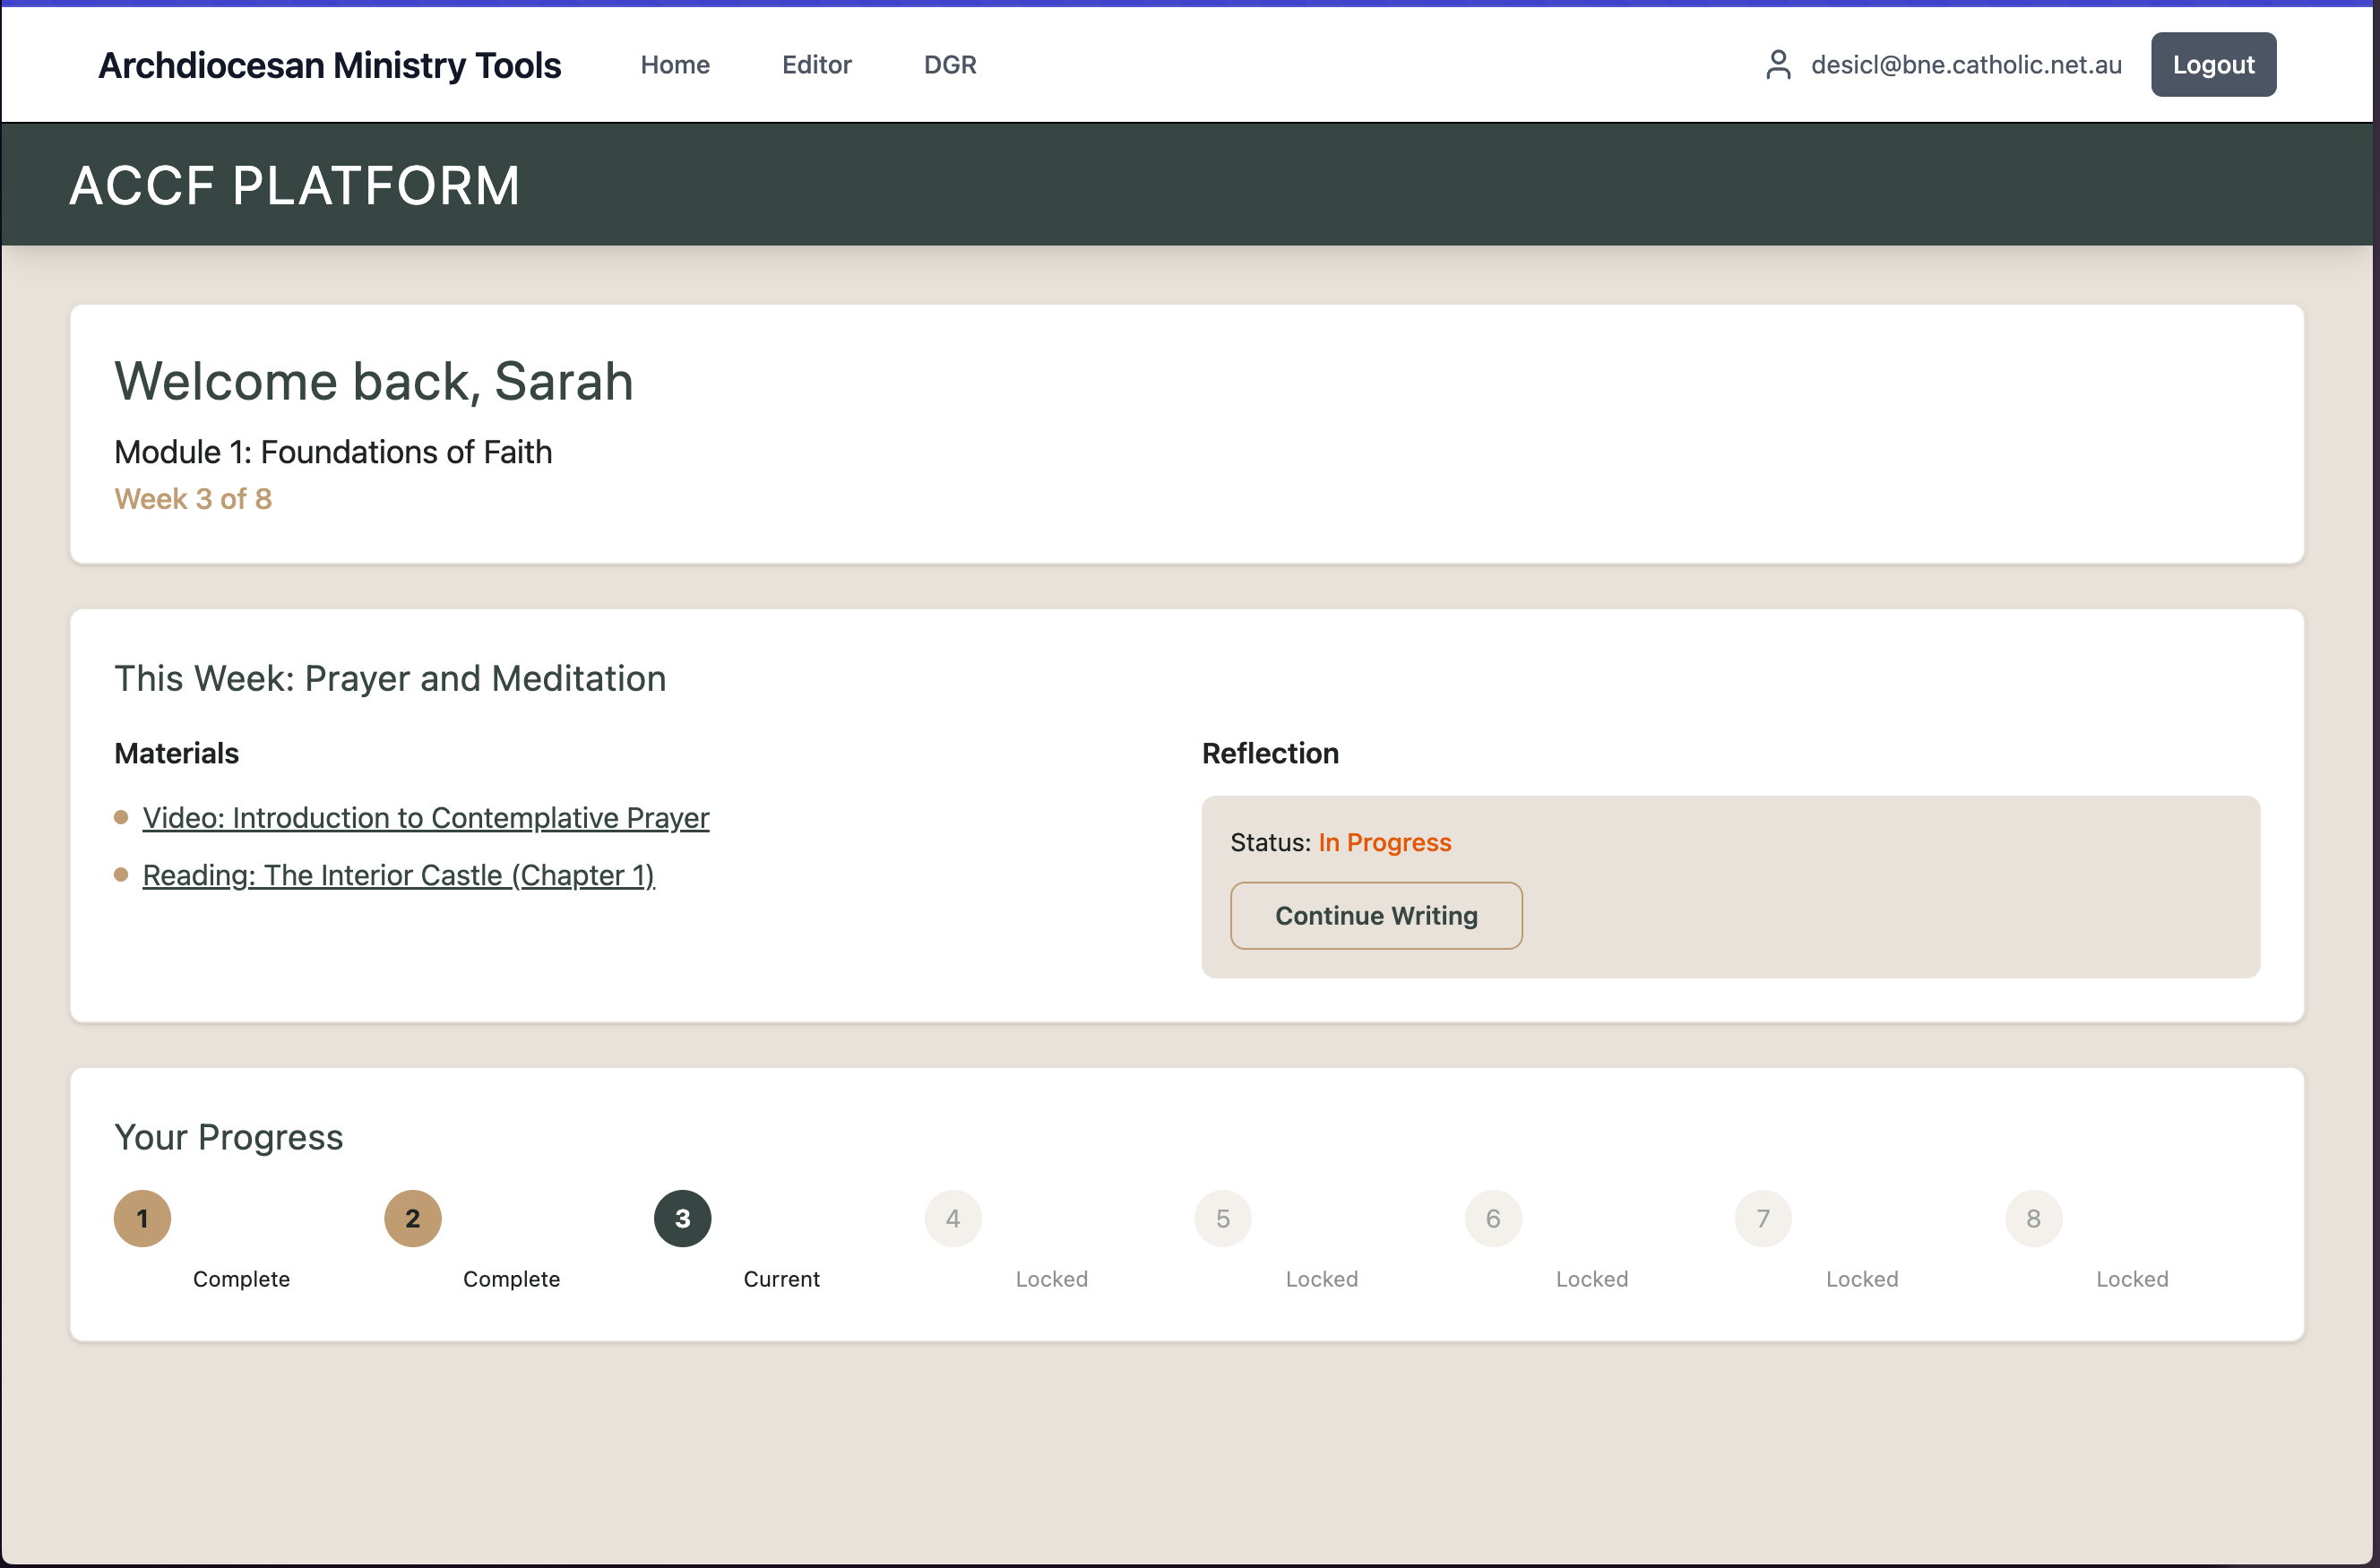 Archdiocesan Ministry Tools Home Editor DGR desicl@bne.catholic.net.au Logout
ACCF PLATFORM
Welcome back, Sarah
Module 1: Foundations of Faith
Week 3 of 8
This Week: Prayer and Meditation
Materials
Video: Introduction to Contemplative Prayer
Reading: The Interior Castle (Chapter 1)
Reflection
Status: In Progress
Continue Writing
Your Progress
1 2 3 4 5 6 7 8
Complete Complete Current Locked Locked Locked Locked Locked